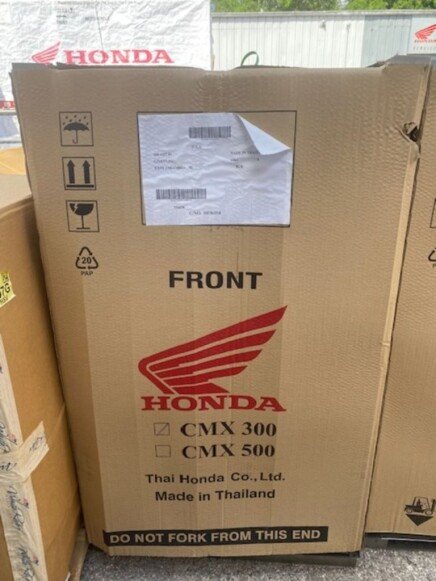 HONDA
20
PAP
FRONT
HONDA
CMX 300
CMX 500
Thai Honda Co., Ltd.
Made in Thailand
DO NOT FORK FROM THIS END